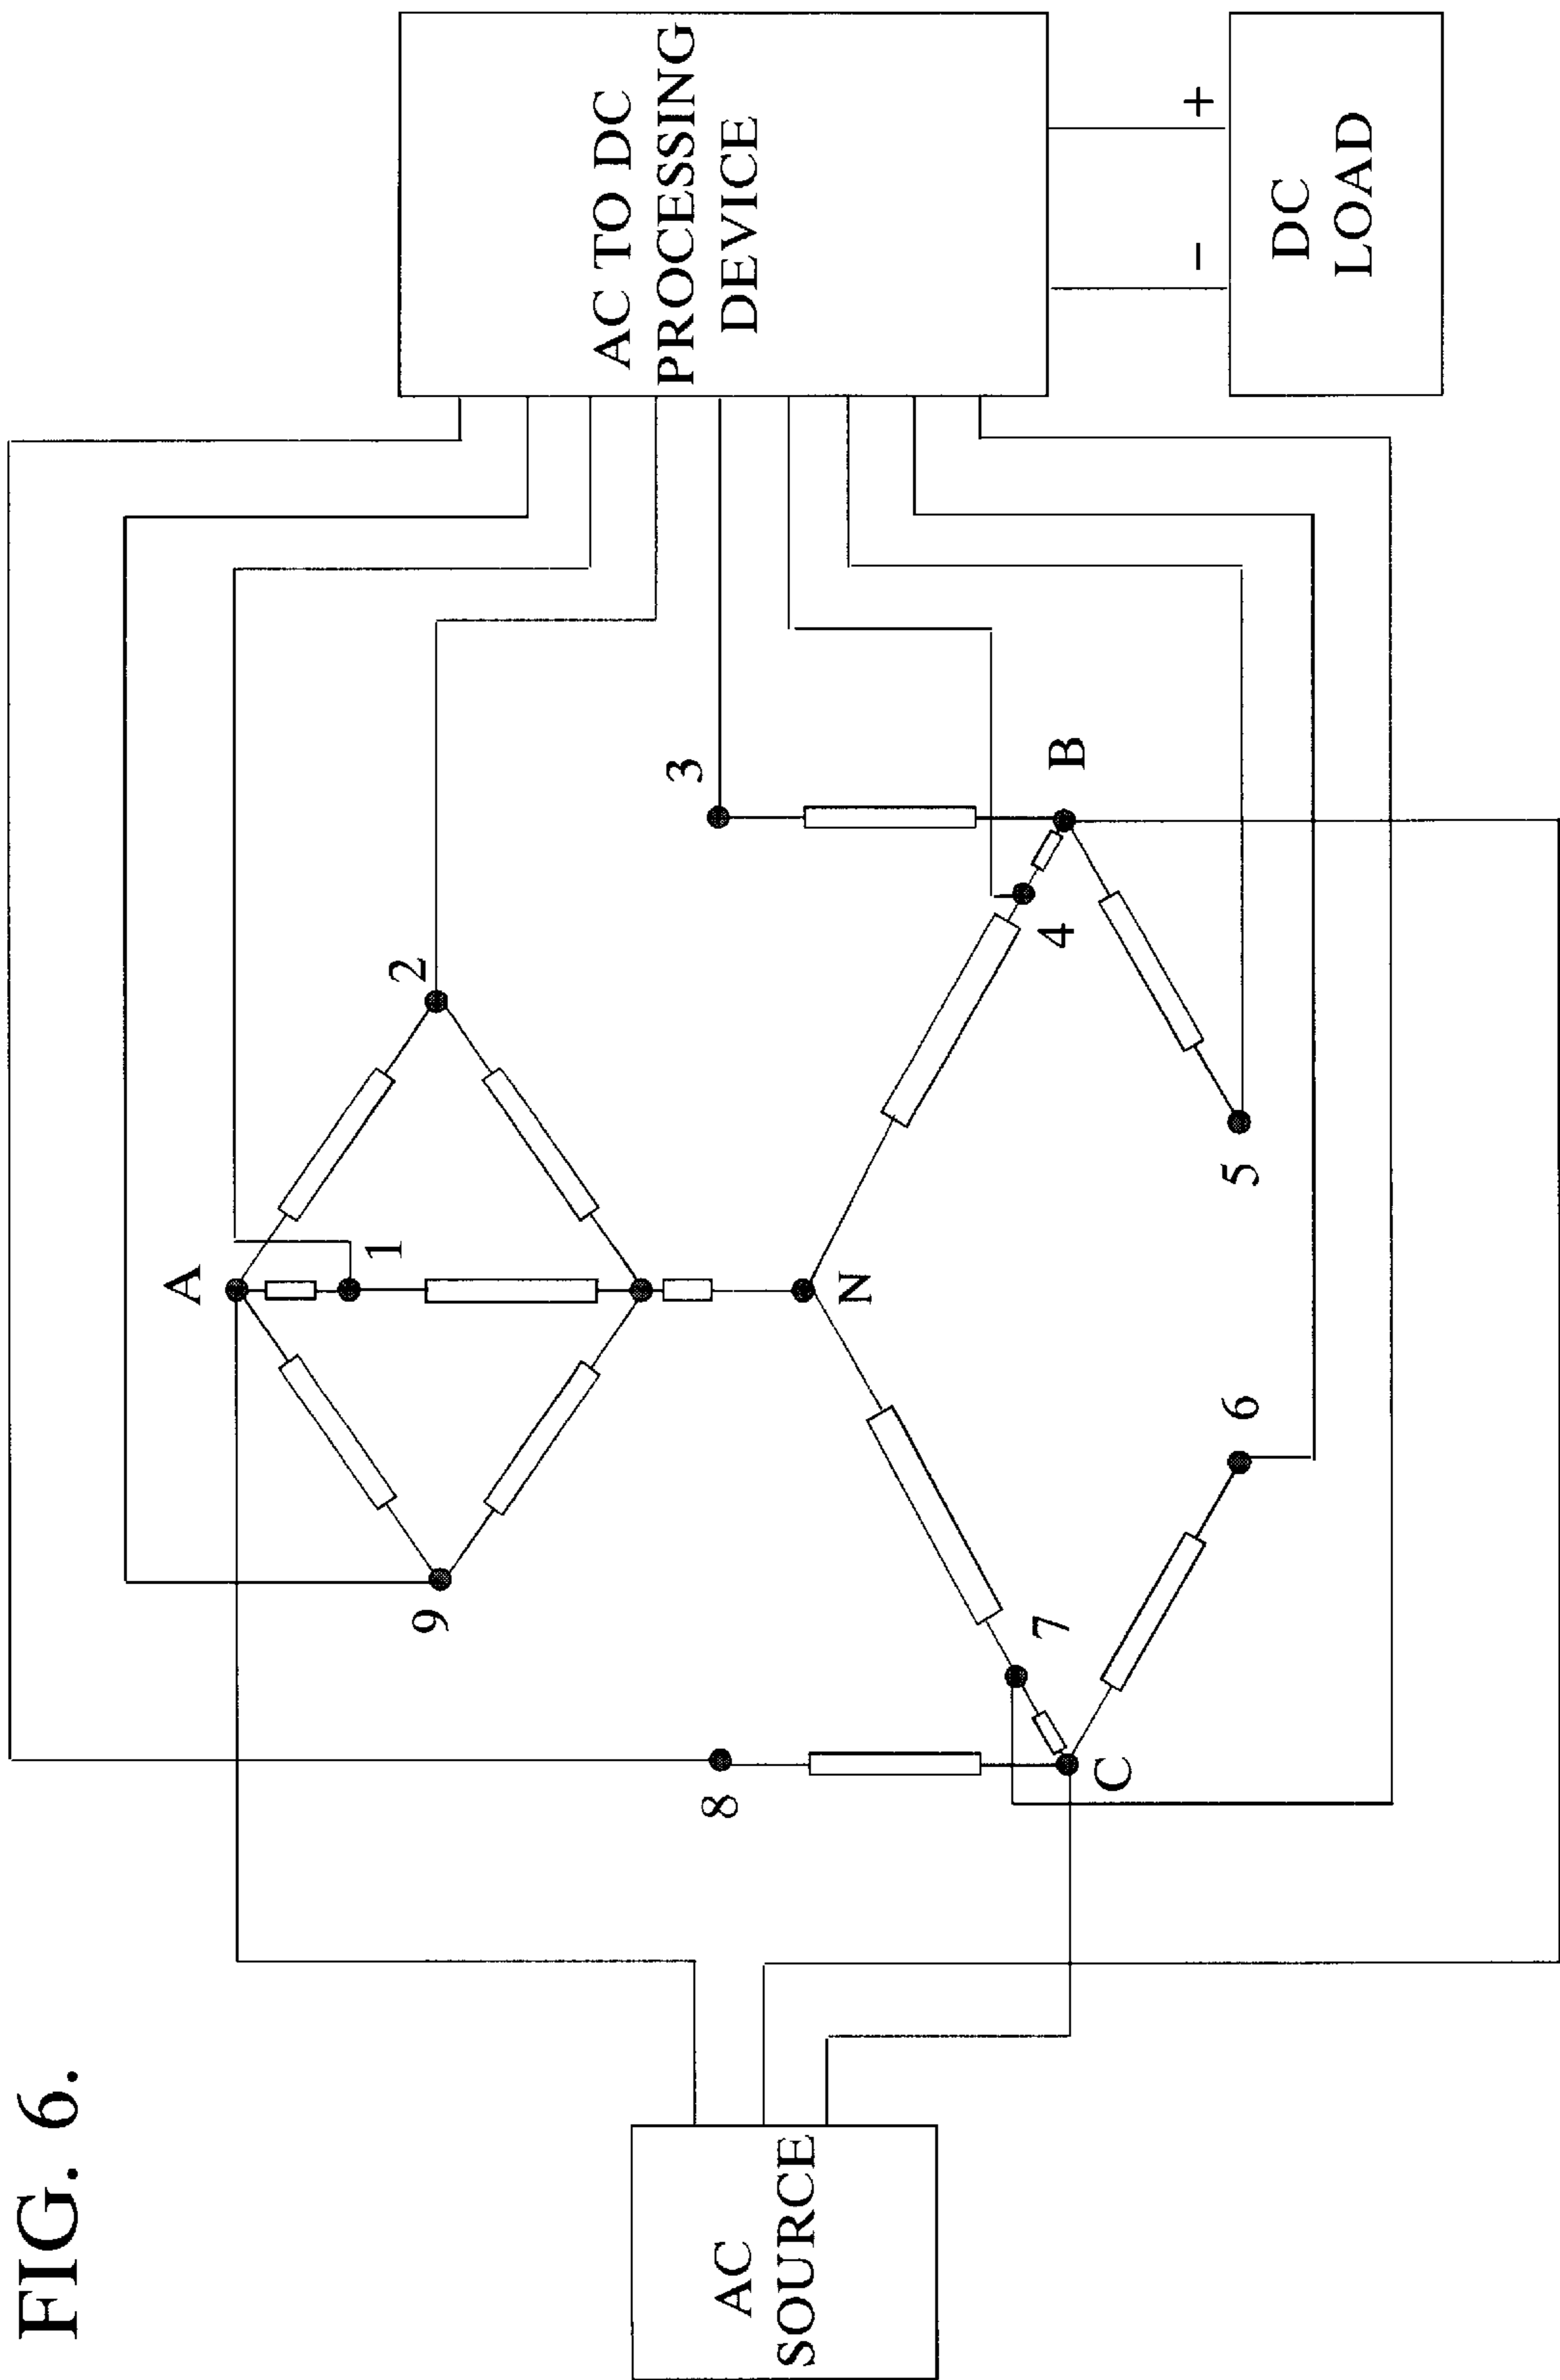 FIG. 6.
AC
SOURCE
A
9
8
1
2
N
7
C
6
3
4
B
5
AC TO DC
PROCESSING
DEVICE
−
+
DC
LOAD